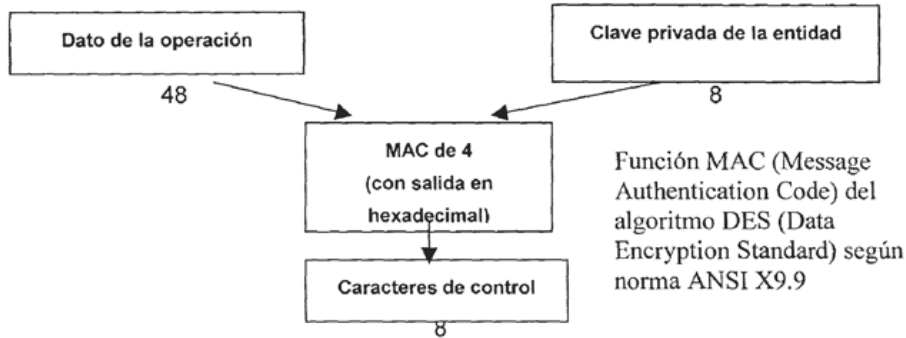 Dato de la operación
Clave privada de la entidad
48
8
MAC de 4
(con salida en
hexadecimal)
Función MAC (Message
Authentication Code) del
algoritmo DES (Data
Encryption Standard) según
norma ANSI X9.9
Caracteres de control
8